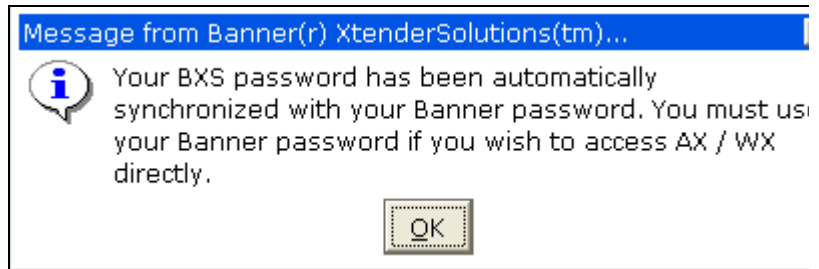 Message from Banner(r) XtenderSolutions(tm)...
Your BXS password has been automatically
synchronized with your Banner password. You must us
your Banner password if you wish to access AX / WX
directly.
OK